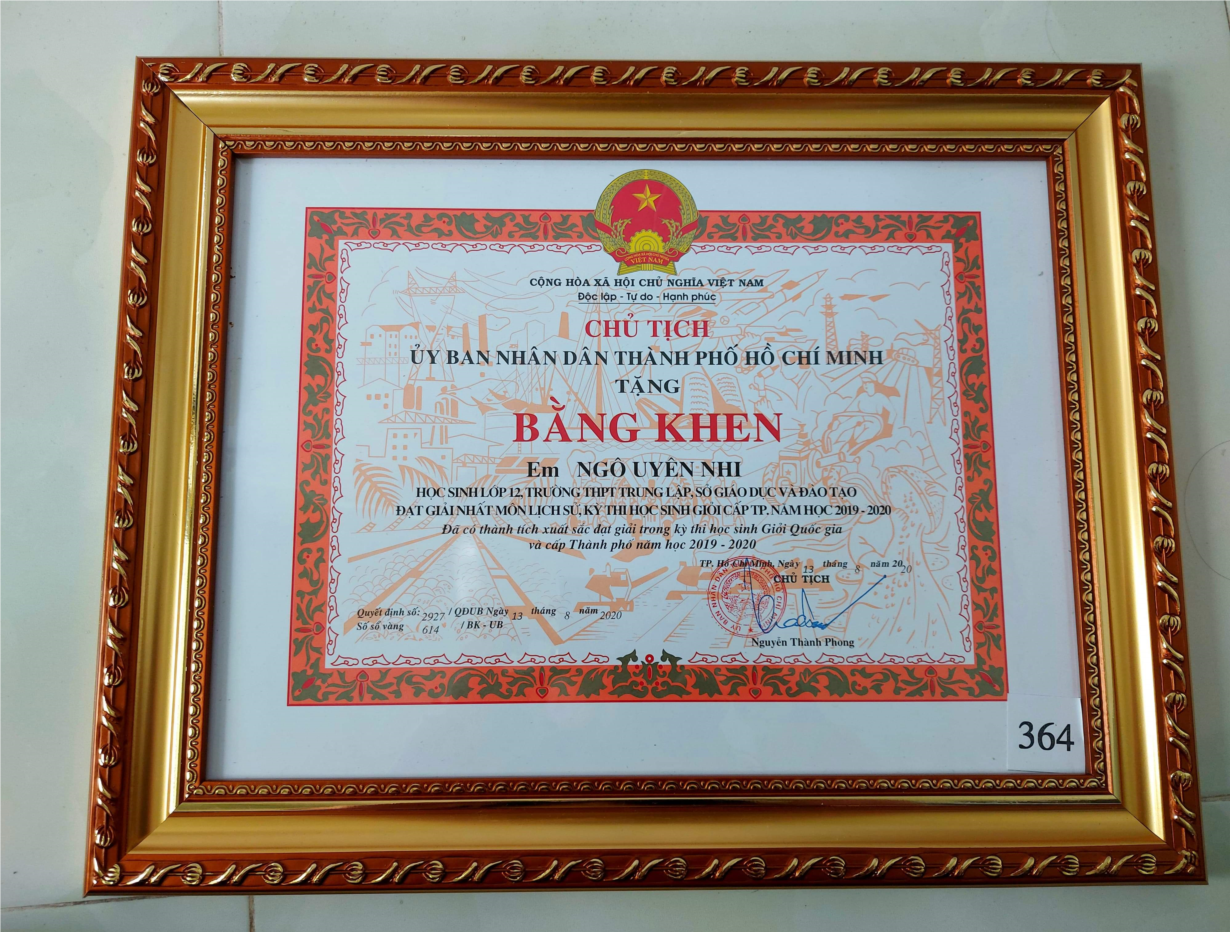 VIỆT NAM
CỘNG HÒA XÃ HỘI CHỦ NGHĨA VIỆT NAM
Độc lập - Tự do - Hạnh phúc
CHỦ TỊCH
ỦY BAN NHÂN DÂN THÀNH PHỐ HỒ CHÍ MINH
TẶNG
BẰNG KHEN
Em NGÔ UYÊN NHI
HỌC SINH LỚP 12, TRƯỜNG THPT TRUNG LẬP, SỞ GIÁO DỤC VÀ ĐÀO TẠO
ĐẠT GIẢI NHẤT MÔN LỊCH SỬ, KỲ THI HỌC SINH GIỎI CẤP TP. NĂM HỌC 2019 - 2020
Đã có thành tích xuất sắc đạt giải trong kỳ thi học sinh Giỏi Quốc gia
và cấp Thành phố năm học 2019 - 2020
TP. Hồ Chí Minh, Ngày 13 tháng 8 năm 2020
CHỦ TỊCH
Quyết định số: 2927 / QĐUB Ngày 13 tháng 8 năm 2020
Số sổ vàng 614 / BK - UB
Nguyễn Thành Phong
364